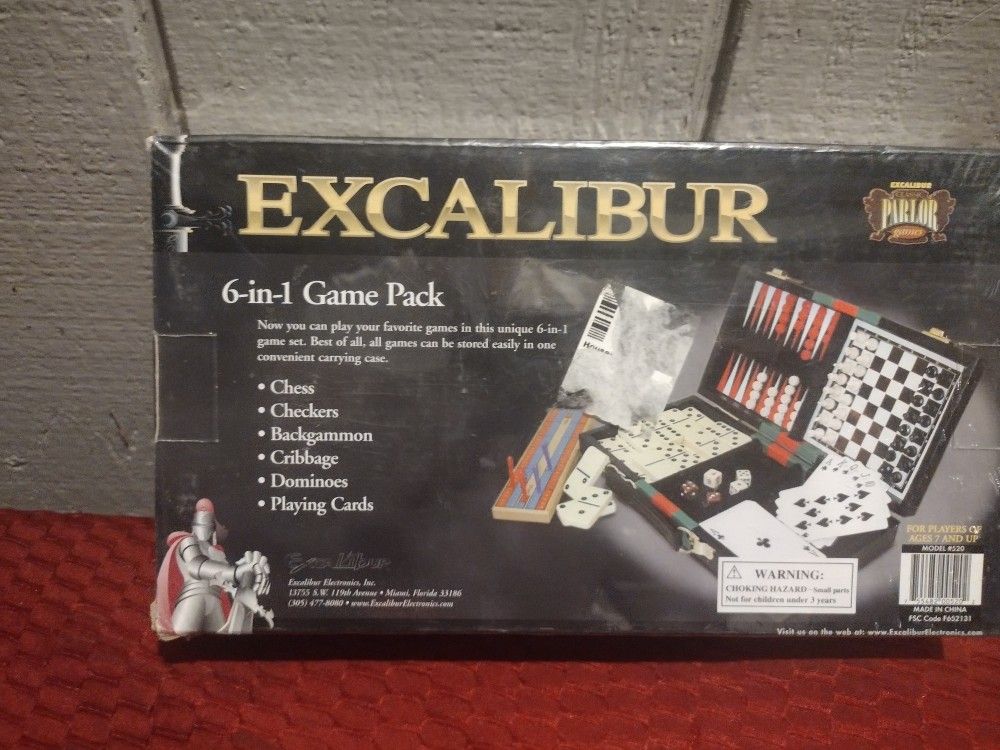 EXCALIBUR
EXCALIBUR
PARLOR
games
6-in-1 Game Pack
Now you can play your favorite games in this unique 6-in-1
game set. Best of all, all games can be stored easily in one
convenient carrying case.
• Chess
• Checkers
• Backgammon
• Cribbage
• Dominoes
• Playing Cards
Excalibur
Excalibur Electronics, Inc.
13755 S.W. 119th Avenue • Miami, Florida 33186
(305) 477-8080 • www.ExcaliburElectronics.com
⚠ WARNING:
CHOKING HAZARD - Small parts
Not for children under 3 years
FOR PLAYERS OF
AGES 7 AND UP
MODEL #520
MADE IN CHINA
FSC Code F652131
Visit us on the web at: www.ExcaliburElectronics.com